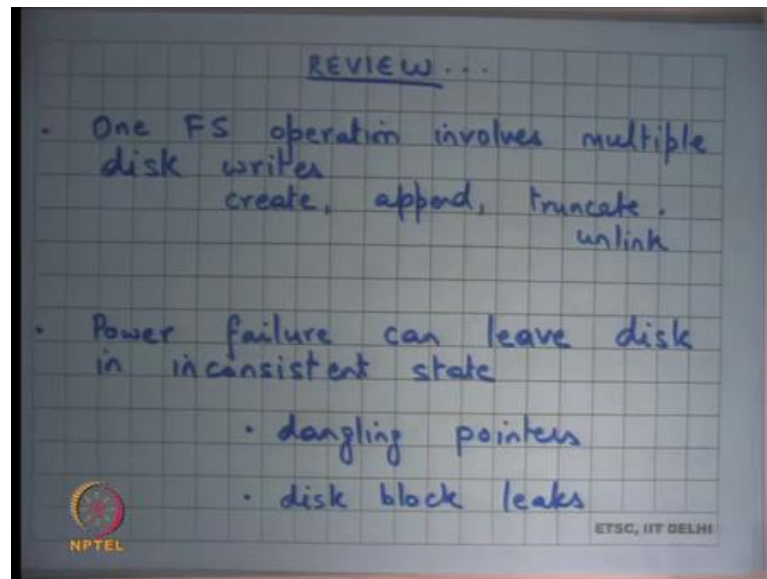 REVIEW...
. One FS operation involves multiple
disk writes
create, append, truncate.
unlink
. Power failure can leave disk
in inconsistent state
. dangling pointers
. disk block leaks
NPTEL
ETSC, IIT DELHI